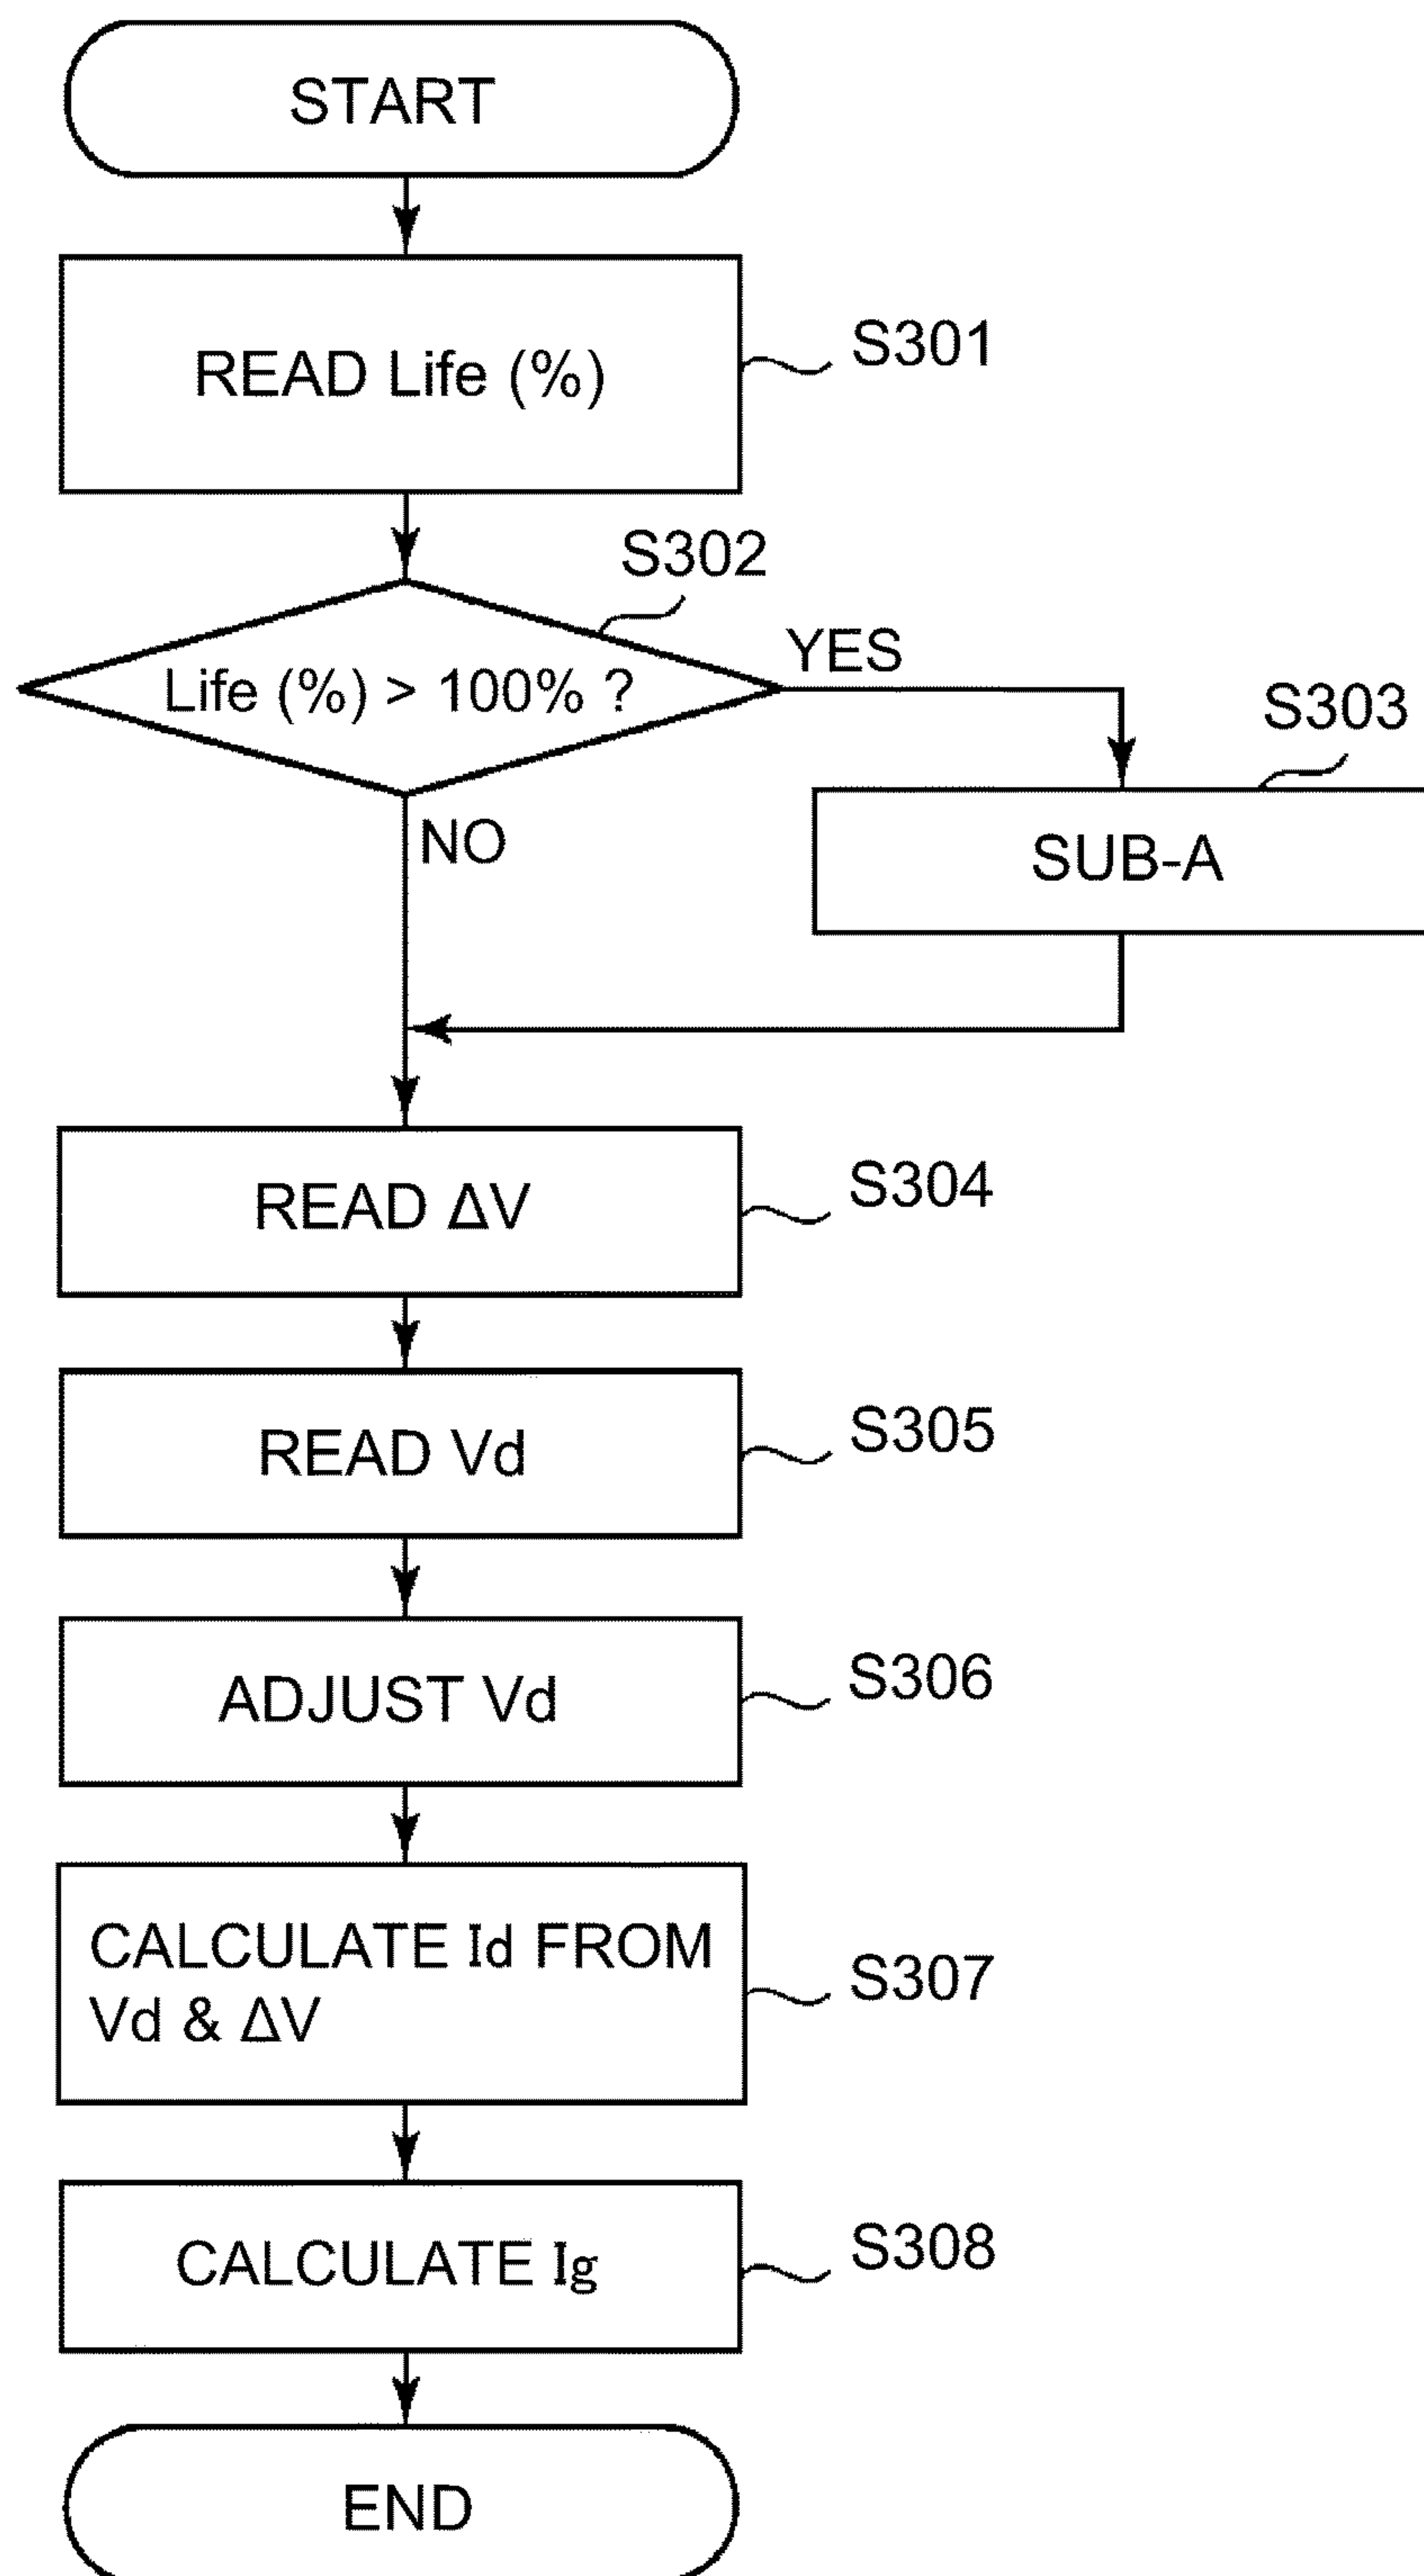 START
READ Life (%)
S301
S302
Life (%) > 100% ?
YES
S303
SUB-A
NO
READ ΔV
S304
READ Vd
S305
ADJUST Vd
S306
CALCULATE Id FROM
Vd & ΔV
S307
CALCULATE Ig
S308
END